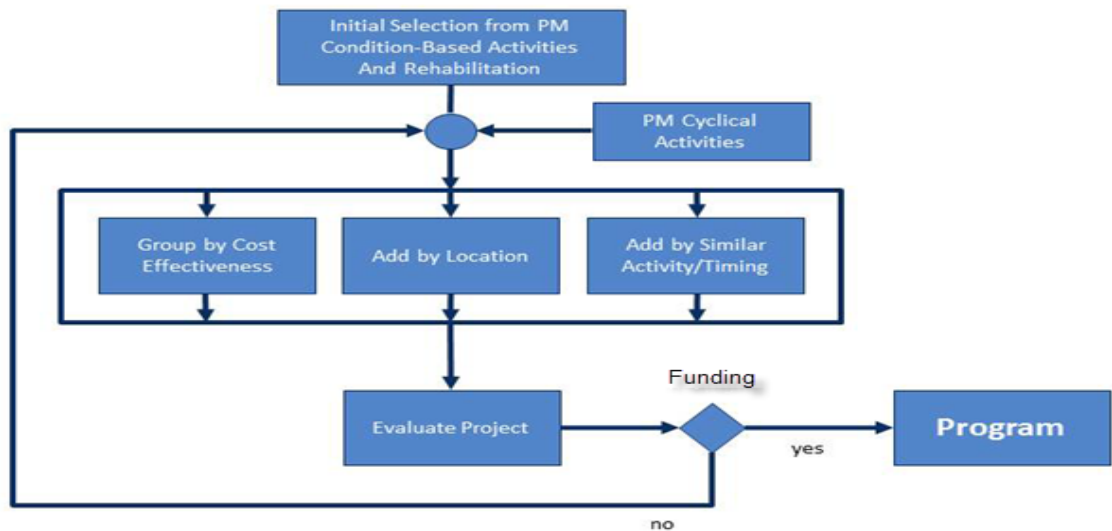 Initial Selection from PM
Condition-Based Activities
And Rehabilitation
PM Cyclical
Activities
Group by Cost
Effectiveness
Add by Location
Add by Similar
Activity/Timing
Funding
Evaluate Project
yes
Program
no